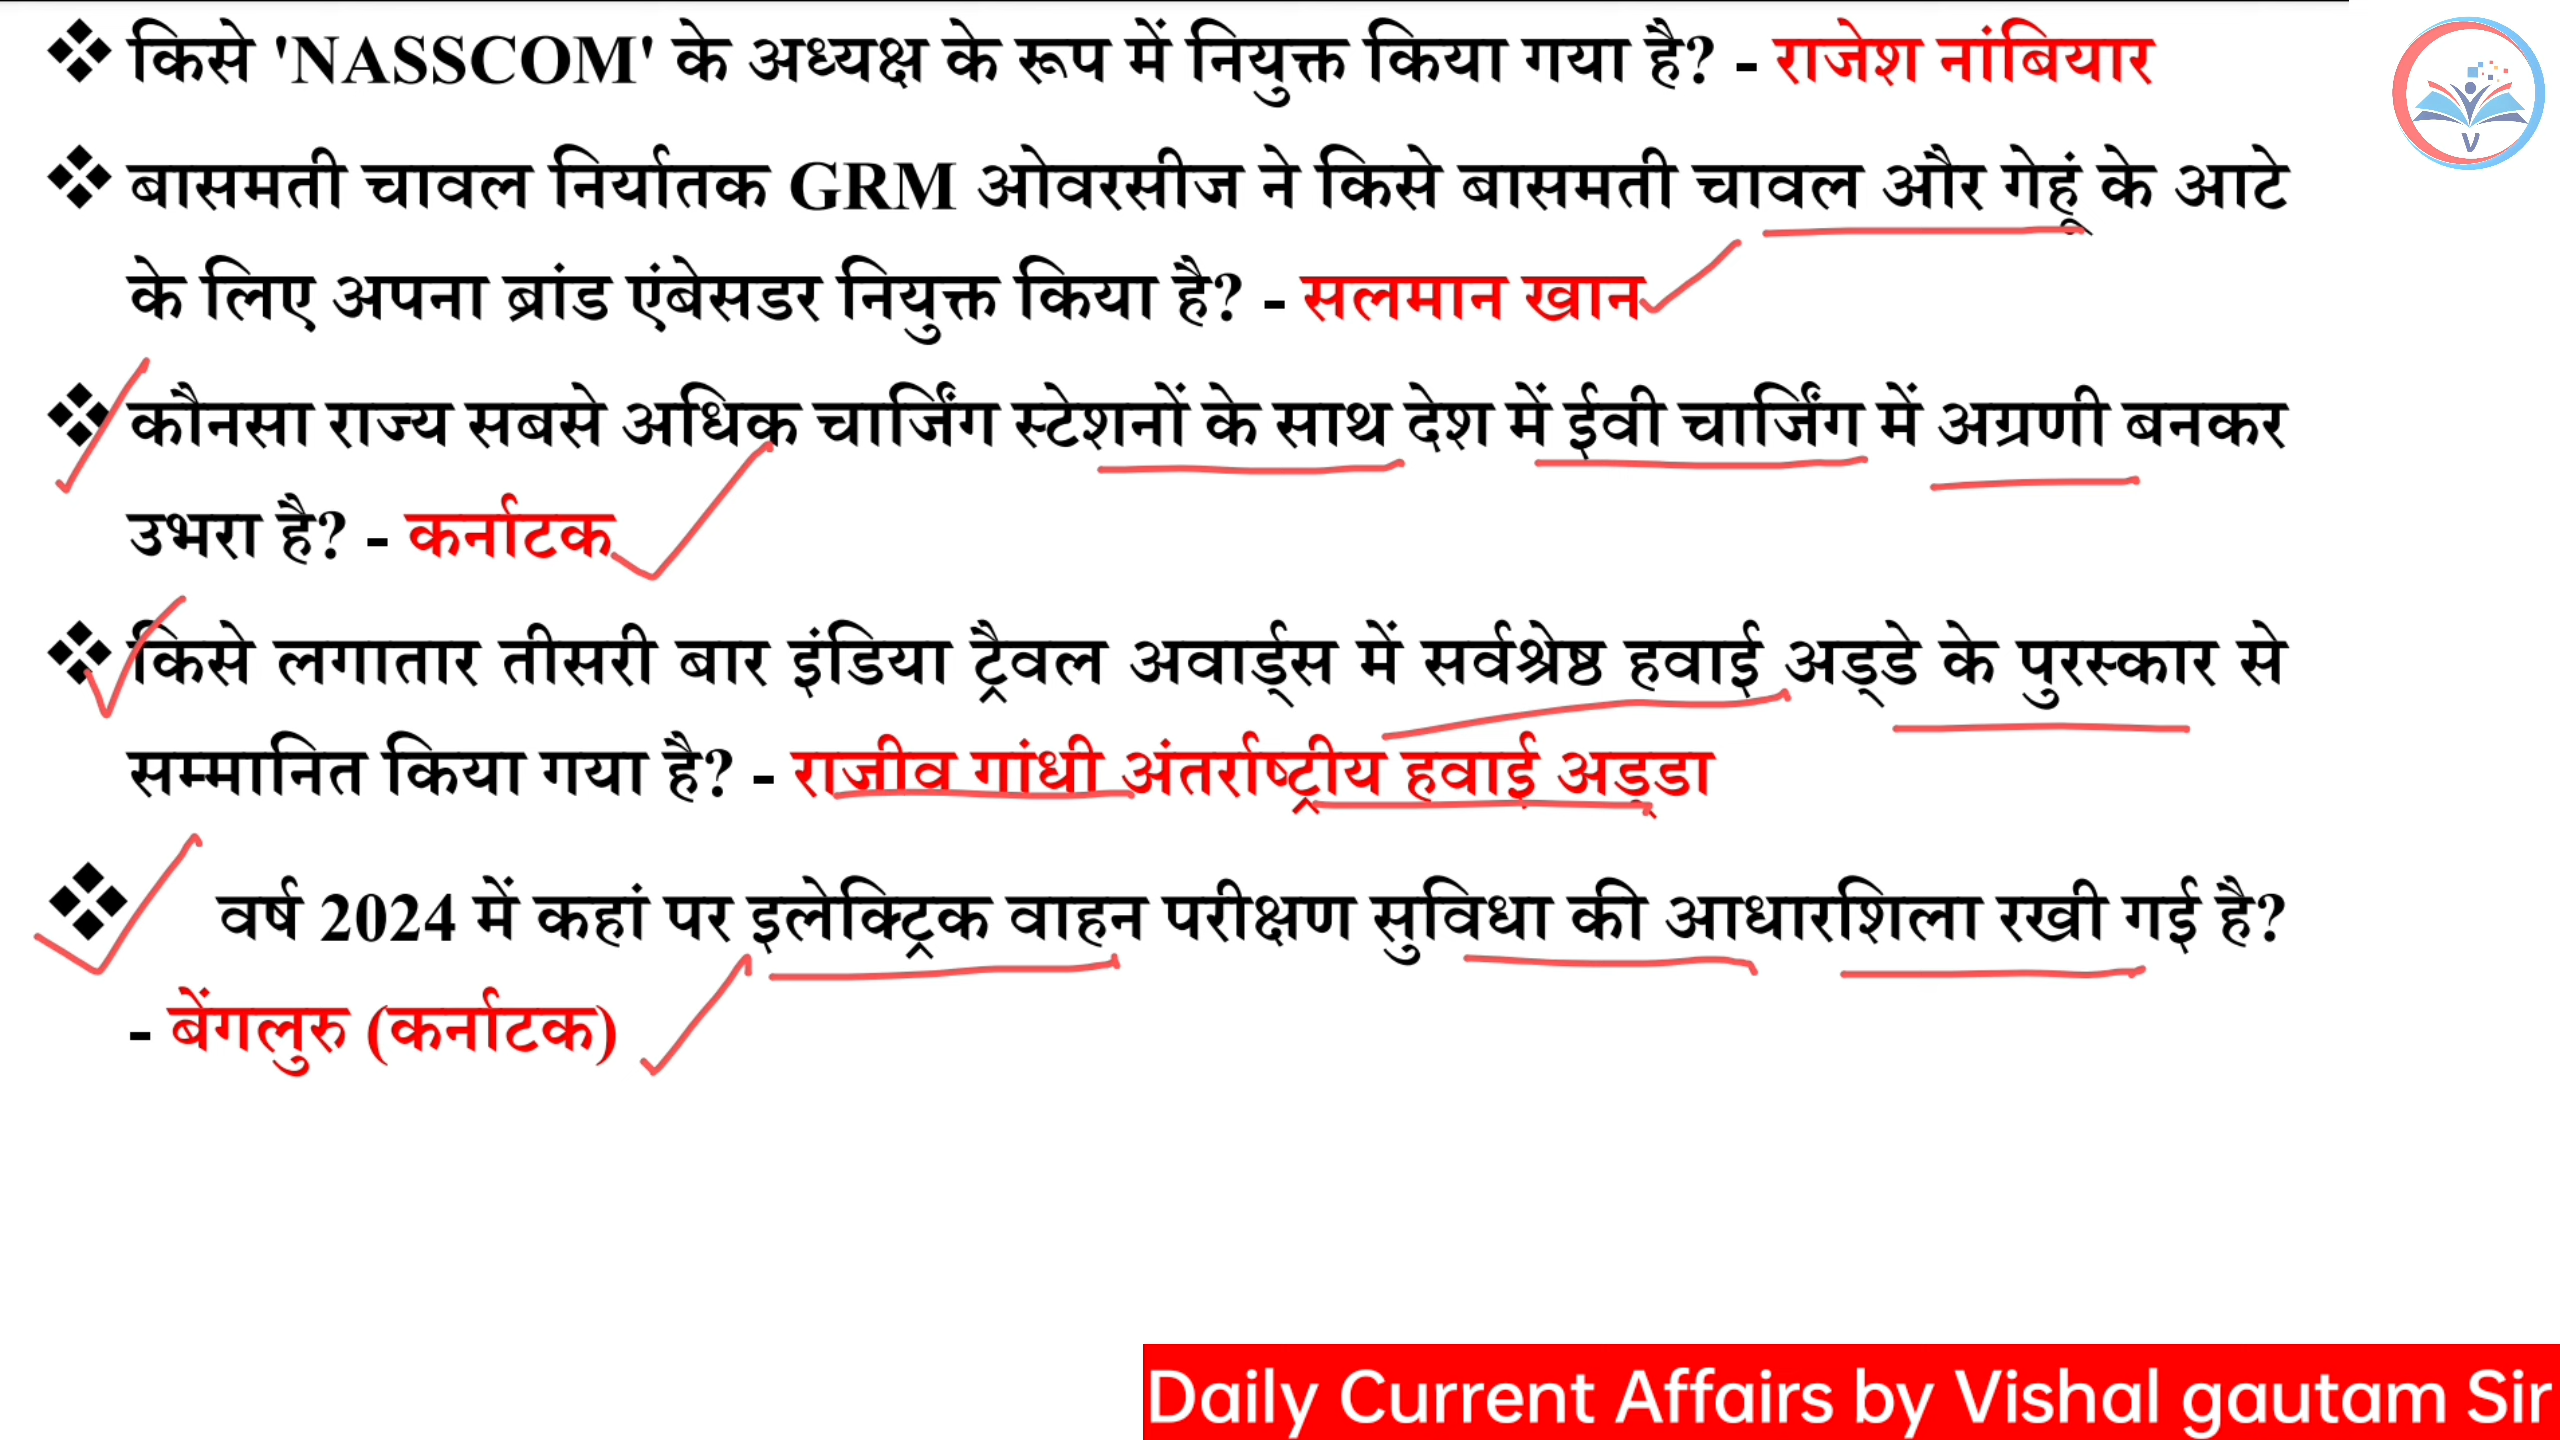 ❖ किसे 'NASSCOM' के अध्यक्ष के रूप में नियुक्त किया गया है? - राजेश नांबियार
❖ बासमती चावल निर्यातक GRM ओवरसीज ने किसे बासमती चावल और गेहूं के आटे
के लिए अपना ब्रांड एंबेसडर नियुक्त किया है? - सलमान खान
❖ कौनसा राज्य सबसे अधिक चार्जिंग स्टेशनों के साथ देश में ईवी चार्जिंग में अग्रणी बनकर
उभरा है? - कर्नाटक
❖ किसे लगातार तीसरी बार इंडिया ट्रैवल अवार्ड्स में सर्वश्रेष्ठ हवाई अड्डे के पुरस्कार से
सम्मानित किया गया है? - राजीव गांधी अंतर्राष्ट्रीय हवाई अड्डा
❖ वर्ष 2024 में कहां पर इलेक्ट्रिक वाहन परीक्षण सुविधा की आधारशिला रखी गई है?
- बेंगलुरु (कर्नाटक)
V
Daily Current Affairs by Vishal gautam Sir